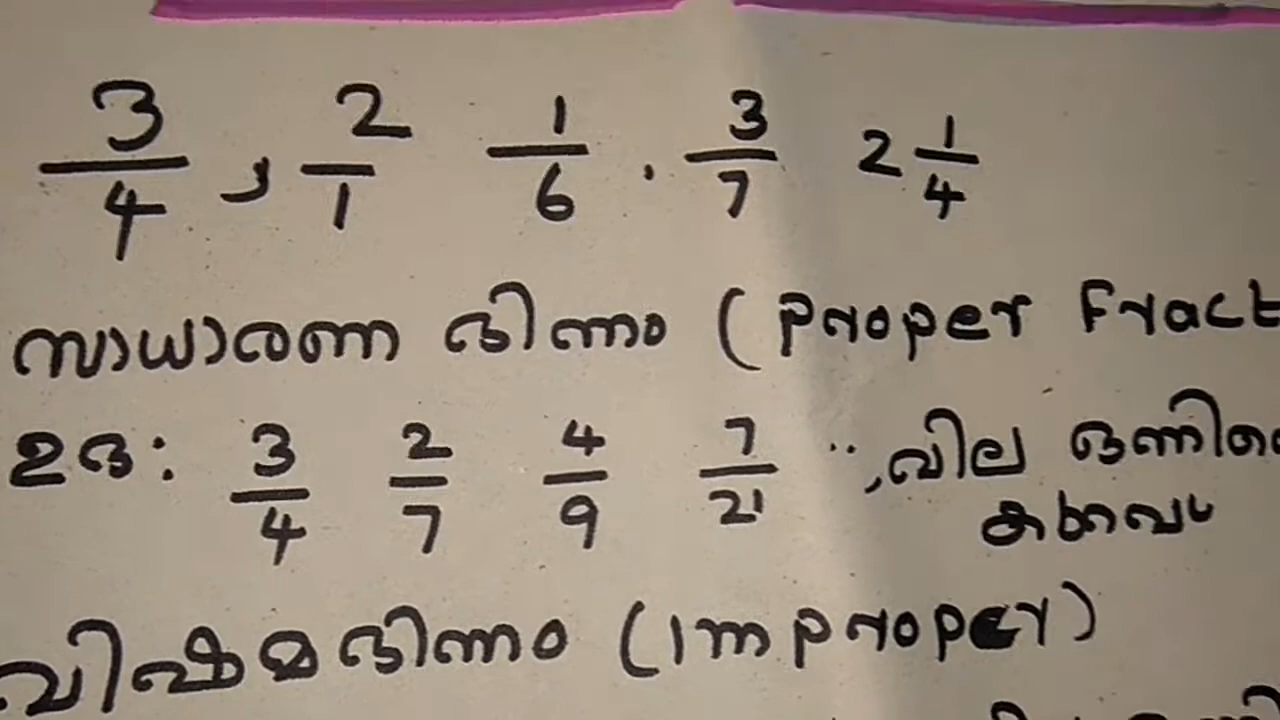 3/4 , 2/1 1/6 . 3/7 2 1/4
സാധാരണ ഭിന്നം (Proper Fract
ഉദാ: 3/4 2/7 4/9 7/21 .., വില ഒന്നിനെ
കുറവ്
വിഷമഭിന്നം (Improper)